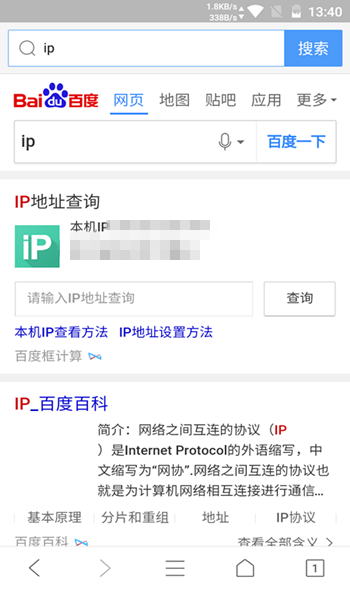 1.8KB/s
338B/s
13:40
ip
搜索
Bai du 百度
网页 地图 贴吧 应用 更多
ip
百度一下
IP地址查询
iP
本机IP
请输入IP地址查询
查询
本机IP查看方法 IP地址设置方法
百度框计算
IP_百度百科
简介：网络之间互连的协议（IP
）是Internet Protocol的外语缩写，中
文缩写为“网协”.网络之间互连的协议也
就是为计算机网络相互连接进行通信...
基本原理 分片和重组 地址 IP协议
百度百科 查看全部含义
1